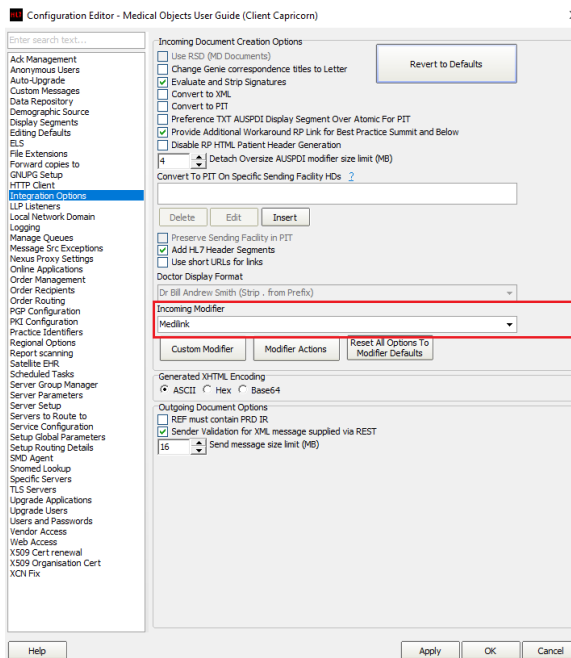 H17 Configuration Editor - Medical Objects User Guide (Client Capricorn)
Enter search text...
Ack Management
Anonymous Users
Auto-Upgrade
Custom Messages
Data Repository
Demographic Source
Display Segments
Editing Defaults
ELS
File Extensions
Forward copies to
GNUPG Setup
HTTP Client
Integration Options
LLP Listeners
Local Network Domain
Logging
Manage Queues
Message Src Exceptions
Nexus Proxy Settings
Online Applications
Order Management
Order Recipients
Order Routing
PGP Configuration
PKI Configuration
Practice Identifiers
Regional Options
Report scanning
Satellite EHR
Scheduled Tasks
Server Group Manager
Server Parameters
Server Setup
Servers to Route to
Service Configuration
Setup Global Parameters
Setup Routing Details
SMD Agent
Snomed Lookup
Specific Servers
TLS Servers
Upgrade Applications
Upgrade Users
Users and Passwords
Vendor Access
Web Access
X509 Cert renewal
X509 Organisation Cert
XCN Fix
Incoming Document Creation Options
Use RSD (MD Documents)
Revert to Defaults
Change Genie correspondence titles to Letter
Evaluate and Strip Signatures
Convert to XML
Convert to PIT
Preference TXT AUSPDI Display Segment Over Atomic For PIT
Provide Additional Workaround RP Link for Best Practice Summit and Below
Disable RP HTML Patient Header Generation
4 Detach Oversize AUSPDI modifier size limit (MB)
Convert To PIT On Specific Sending Facility HDs ?
Delete Edit Insert
Preserve Sending Facility in PIT
Add HL7 Header Segments
Use short URLs for links
Doctor Display Format
Dr Bill Andrew Smith (Strip . from Prefix)
Incoming Modifier
Medilink
Custom Modifier Modifier Actions Reset All Options To
Modifier Defaults
Generated XHTML Encoding
ASCII Hex Base64
Outgoing Document Options
REF must contain PRD IR
Sender Validation for XML message supplied via REST
16 Send message size limit (MB)
Help Apply OK Cancel